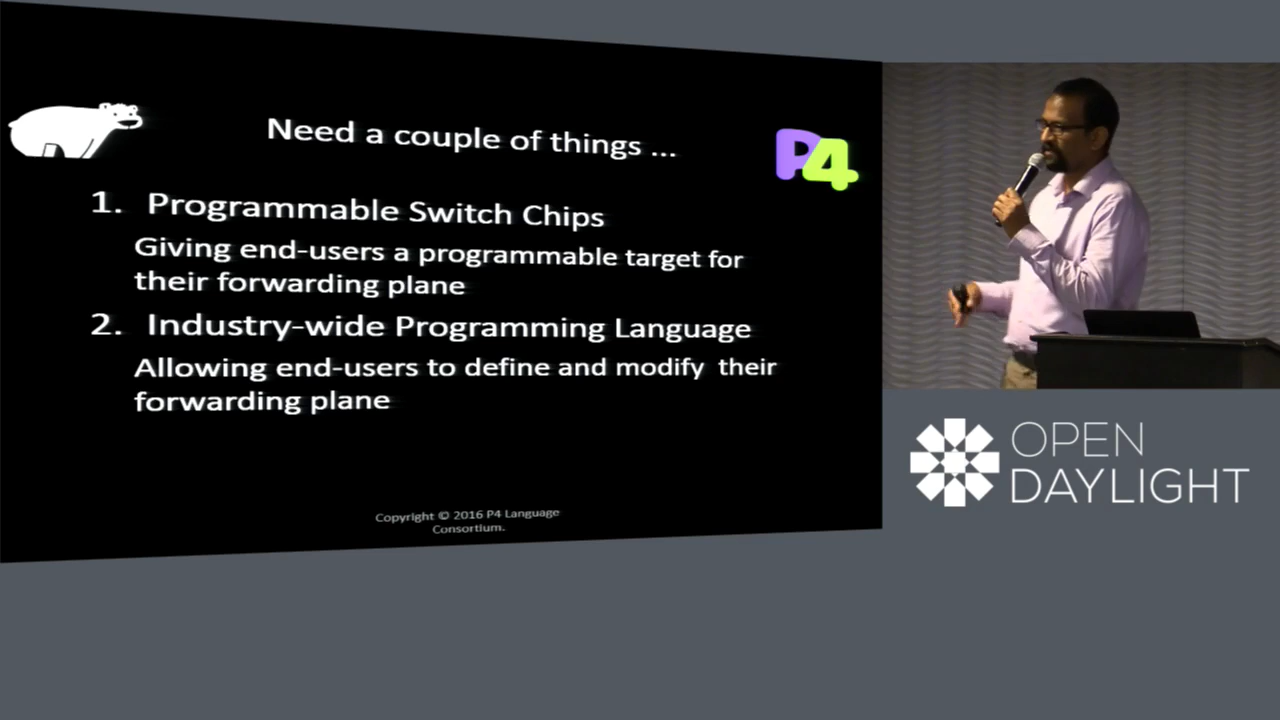 Need a couple of things ...
P4
1. Programmable Switch Chips
Giving end-users a programmable target for
their forwarding plane
2. Industry-wide Programming Language
Allowing end-users to define and modify their
forwarding plane
Copyright © 2016 P4 Language
Consortium.
OPEN
DAYLIGHT